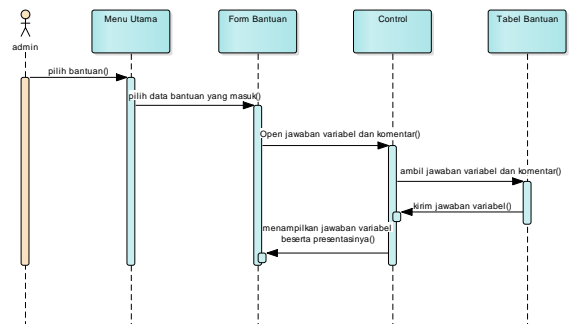 Menu Utama
Form Bantuan
Control
Tabel Bantuan
admin
pilih bantuan()
pilih data bantuan yang masuk()
Open jawaban variabel dan komentar()
ambil jawaban variabel dan komentar()
kirim jawaban variabel()
menampilkan jawaban variabel
beserta presentasinya()